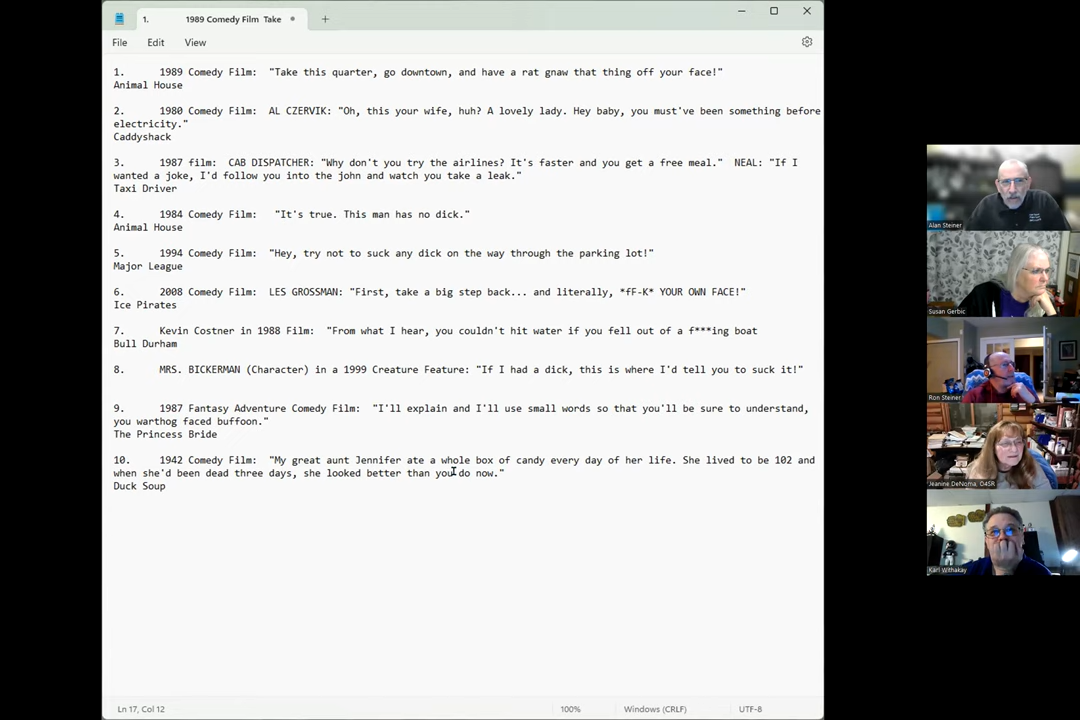 1. 1989 Comedy Film Take
File Edit View
1. 1989 Comedy Film: "Take this quarter, go downtown, and have a rat gnaw that thing off your face!"
Animal House
2. 1980 Comedy Film: AL CZERVIK: "Oh, this your wife, huh? A lovely lady. Hey baby, you must've been something before
electricity."
Caddyshack
3. 1987 film: CAB DISPATCHER: "Why don't you try the airlines? It's faster and you get a free meal." NEAL: "If I
wanted a joke, I'd follow you into the john and watch you take a leak."
Taxi Driver
4. 1984 Comedy Film: "It's true. This man has no dick."
Animal House
5. 1994 Comedy Film: "Hey, try not to suck any dick on the way through the parking lot!"
Major League
6. 2008 Comedy Film: LES GROSSMAN: "First, take a big step back... and literally, *fF-K* YOUR OWN FACE!"
Ice Pirates
7. Kevin Costner in 1988 Film: "From what I hear, you couldn't hit water if you fell out of a f***ing boat
Bull Durham
8. MRS. BICKERMAN (Character) in a 1999 Creature Feature: "If I had a dick, this is where I'd tell you to suck it!"
9. 1987 Fantasy Adventure Comedy Film: "I'll explain and I'll use small words so that you'll be sure to understand,
you warthog faced buffoon."
The Princess Bride
10. 1942 Comedy Film: "My great aunt Jennifer ate a whole box of candy every day of her life. She lived to be 102 and
when she'd been dead three days, she looked better than you do now."
Duck Soup
Ln 17, Col 12 100% Windows (CRLF) UTF-8
Alan Steiner
Susan Gerbic
Ron Steiner
Jeanine DeNoma, O4SR
Karl Withakay